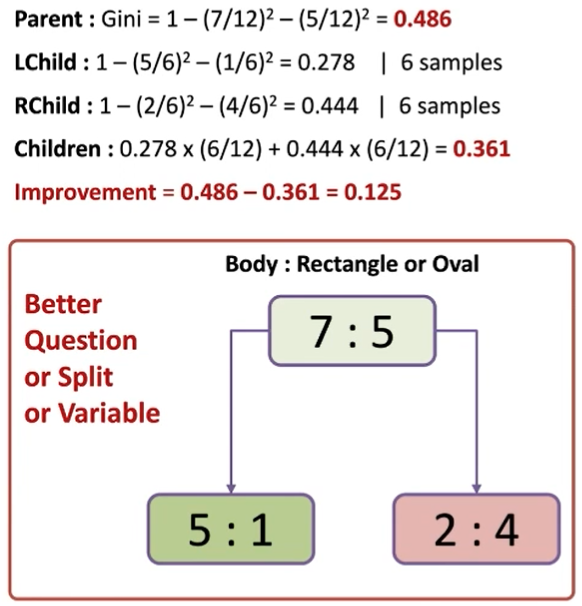 Parent : Gini = 1 – (7/12)² – (5/12)² = 0.486
LChild : 1 – (5/6)² – (1/6)² = 0.278 | 6 samples
RChild : 1 – (2/6)² – (4/6)² = 0.444 | 6 samples
Children : 0.278 x (6/12) + 0.444 x (6/12) = 0.361
Improvement = 0.486 – 0.361 = 0.125
Body : Rectangle or Oval
Better
Question
or Split
or Variable
7 : 5
5 : 1
2 : 4